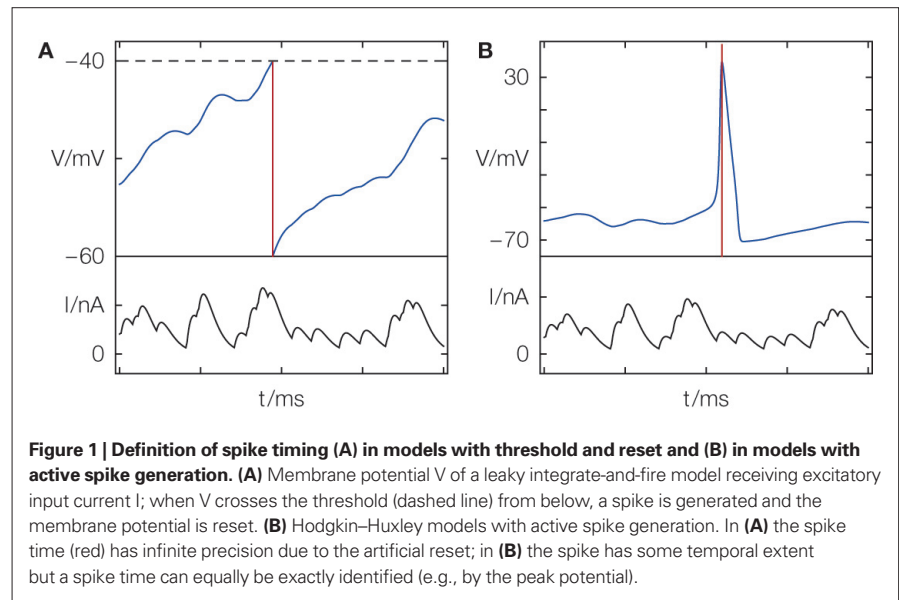 A
B
−40
30
V/mV
V/mV
−60
−70
I/nA
I/nA
0
0
t/ms
t/ms
Figure 1 | Definition of spike timing (A) in models with threshold and reset and (B) in models with
active spike generation. (A) Membrane potential V of a leaky integrate-and-fire model receiving excitatory
input current I; when V crosses the threshold (dashed line) from below, a spike is generated and the
membrane potential is reset. (B) Hodgkin–Huxley models with active spike generation. In (A) the spike
time (red) has infinite precision due to the artificial reset; in (B) the spike has some temporal extent
but a spike time can equally be exactly identified (e.g., by the peak potential).